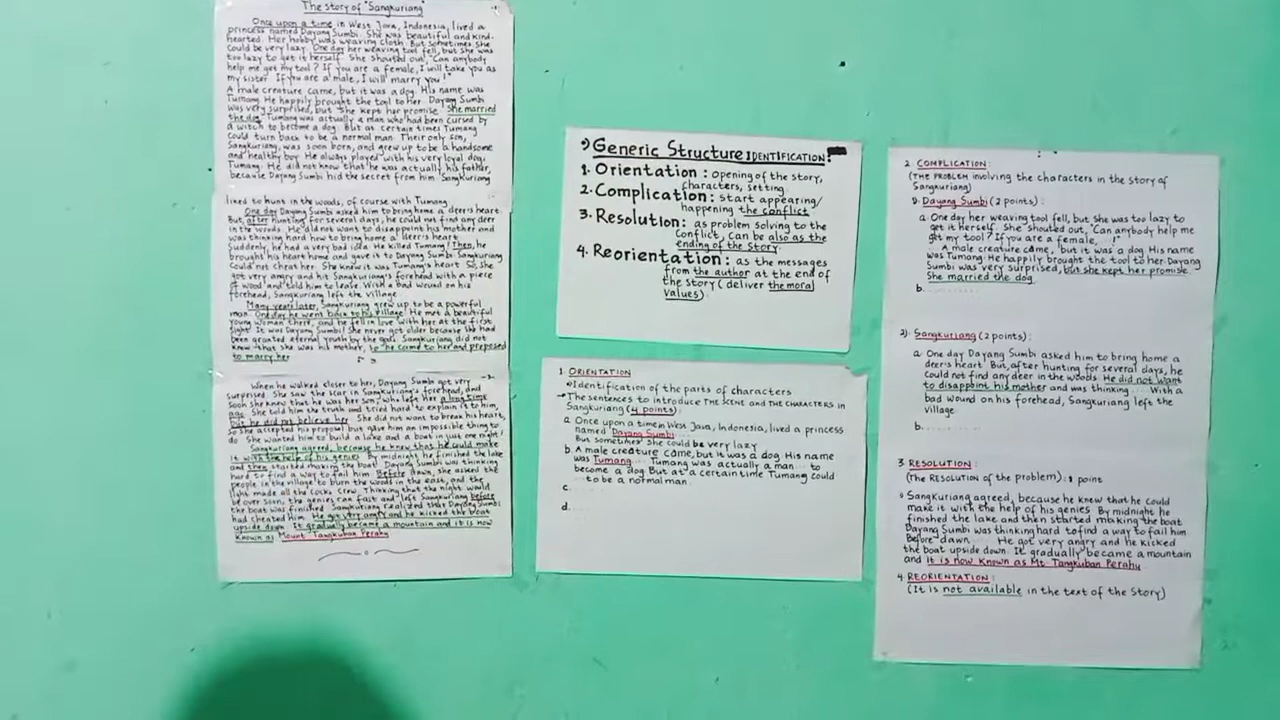 The story of "Sangkuriang"
Once upon a time in West Java, Indonesia, lived a
princess named Dayang Sumbi. She was beautiful and kind-
hearted. Her hobby was weaving cloth. But sometimes she
could be very lazy. One day her weaving tool fell, but she was
too lazy to get it herself. She shouted out, "Can anybody
help me get my tool? If you are a female, I will take you as
my sister. If you are a male, I will marry you!"
A male creature came, but it was a dog. His name was
Tumang. He happily brought the tool to her. Dayang Sumbi
was very surprised, but she kept her promise. She married
the dog. Tumang was actually a man who had been cursed by
a witch to become a dog. But at certain times Tumang
could turn back to be a normal man. Their only son,
Sangkuriang, was soon born, and grew up to be a handsome
and healthy boy. He always played with his very loyal dog,
Tumang. He did not know that he was actually his father,
because Dayang Sumbi hid the secret from him. Sangkuriang
liked to hunt in the woods, of course with Tumang.
One day Dayang Sumbi asked him to bring home a deer's heart.
But, after hunting for several days, he could not find any deer
in the woods. He did not want to disappoint his mother and
was thinking hard how to bring home a deer's heart
Suddenly, he had a very bad idea. He killed Tumang! Then, he
brought his heart home and gave it to Dayang Sumbi. Sangkuriang
could not cheat her. She knew it was Tumang's heart. So, she
got very angry and hit Sangkuriang's forehead with a piece
of wood and told him to leave. With a bad wound on his
forehead, Sangkuriang left the village
Many years later, Sangkuriang grew up to be a powerful
man. One day he went back to his village. He met a beautiful
young woman there, and he fell in love with her at the first
sight! It was Dayang Sumbi! She never got older because she had
been granted eternal youth by the gods. Sangkuriang did not
know that she was his mother, so he came to her and proposed
to marry her
When he walked closer to her, Dayang Sumbi got very
surprised. She saw the scar in Sangkuriang's forehead, and
soon she knew that he was her son, who left her a long time
ago. She told him the truth and tried hard to explain it to him,
but he did not believe her. She did not want to break his heart,
so she accepted his proposal but gave him an impossible thing to
do. She wanted him to build a lake and a boat in just one night!
Sangkuriang agreed, because he knew that he could make
it with the help of his genies. By midnight, he finished the lake
and then started making the boat. Dayang Sumbi was thinking
hard to find a way to fail him. Before dawn, she asked the
people in the village to burn the woods in the east, and the
light made all the cocks crew. Thinking that the night would
be over soon, the genies ran fast and left Sangkuriang before
the boat was finished. Sangkuriang realized that Dayang Sumbi
had cheated him. He got very angry and he kicked the boat
upside down. It gradually became a mountain and it is now
known as Mount Tangkuban Perahu
Generic Structure IDENTIFICATION:
1. Orientation: opening of the story,
characters, setting
2. Complication: start appearing/
happening the conflict
3. Resolution: as problem solving to the
conflict, can be also as the
ending of the story.
4. Reorientation: as the messages
from the author at the end of
the story (deliver the moral
values)
1. ORIENTATION
Identification of the parts of characters
→ The sentences to introduce THE SCENE and THE CHARACTERS in
Sangkuriang (4 points):
a. Once upon a time in West Java, Indonesia, lived a princess
named Dayang Sumbi....
But sometimes she could be very lazy
b. A male creature came, but it was a dog. His name
was Tumang.... Tumang was actually a man... to
become a dog. But at a certain time Tumang could
... to be a normal man.
c. ....
d. ....
2. COMPLICATION:
(THE PROBLEM involving the characters in the story of
Sangkuriang)
1). Dayang Sumbi (2 points):
a. One day her weaving tool fell, but she was too lazy to
get it herself. She shouted out, "Can anybody help me
get my tool? If you are a female, ... !"
A male creature came, but it was a dog. His name
was Tumang. He happily brought the tool to her. Dayang
Sumbi was very surprised, but she kept her promise.
She married the dog
b. ..........
2). Sangkuriang (2 points):
a. One day Dayang Sumbi asked him to bring home a
deer's heart. But, after hunting for several days, he
could not find any deer in the woods. He did not want
to disappoint his mother and was thinking.... With a
bad wound on his forehead, Sangkuriang left the
village
b. ..........
3. RESOLUTION:
(The RESOLUTION of the problem): 1 point
Sangkuriang agreed, because he knew that he could
make it with the help of his genies. By midnight he
finished the lake and then started making the boat.
Dayang Sumbi was thinking hard to find a way to fail him
Before dawn.... He got very angry and he kicked
the boat upside down. It gradually became a mountain
and it is now known as Mt Tangkuban Perahu.
4. REORIENTATION:
(It is not available in the text of the story)